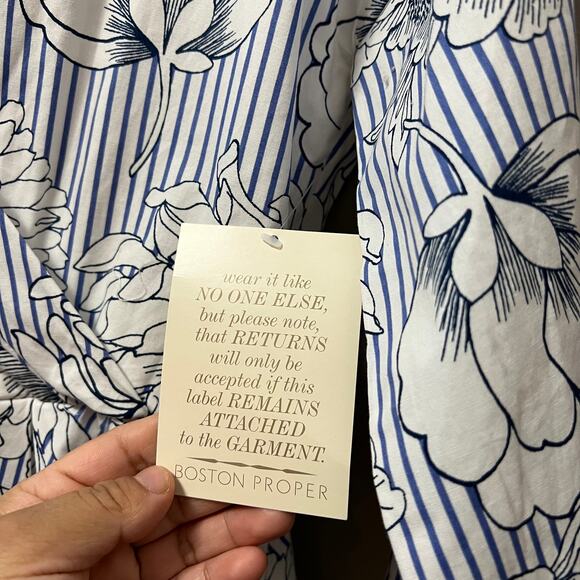 wear it like
NO ONE ELSE,
but please note,
that RETURNS
will only be
accepted if this
label REMAINS
ATTACHED
to the GARMENT.
BOSTON PROPER